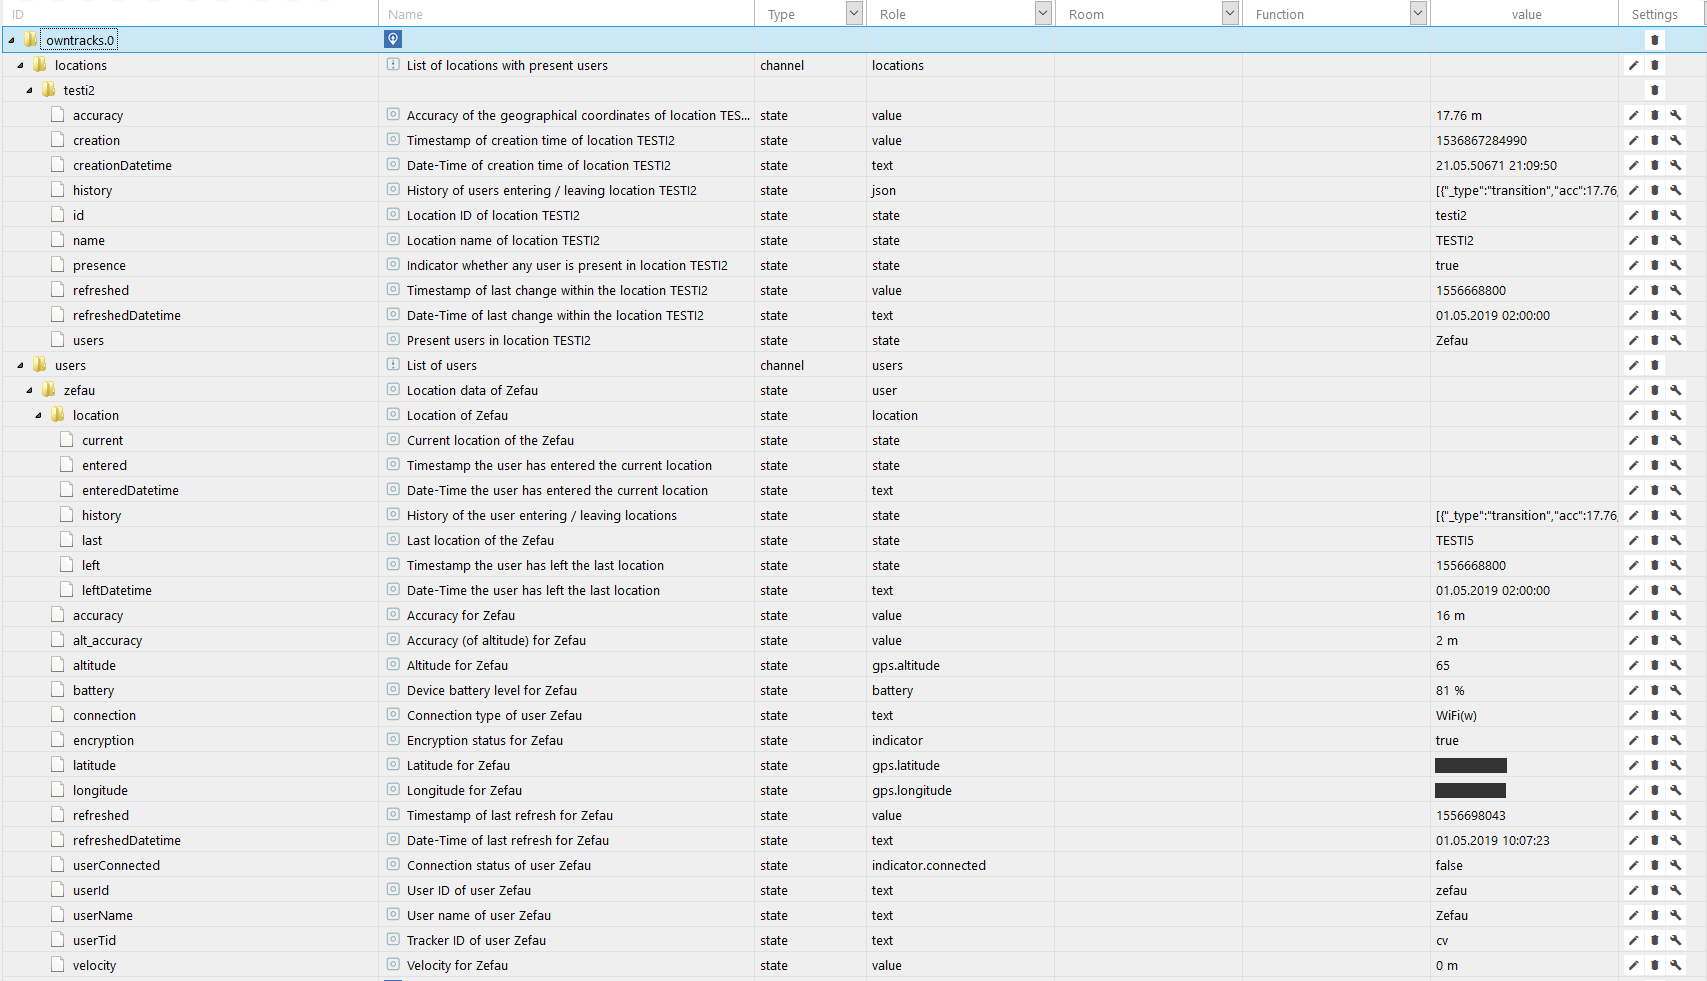 ID Name Type Role Room Function value Settings
owntracks.0
locations List of locations with present users channel locations
testi2
accuracy Accuracy of the geographical coordinates of location TES... state value 17.76 m
creation Timestamp of creation time of location TESTI2 state value 1536867284990
creationDatetime Date-Time of creation time of location TESTI2 state text 21.05.50671 21:09:50
history History of users entering / leaving location TESTI2 state json [{"_type":"transition","acc":17.76,
id Location ID of location TESTI2 state state testi2
name Location name of location TESTI2 state state TESTI2
presence Indicator whether any user is present in location TESTI2 state state true
refreshed Timestamp of last change within the location TESTI2 state value 1556668800
refreshedDatetime Date-Time of last change within the location TESTI2 state text 01.05.2019 02:00:00
users Present users in location TESTI2 state state Zefau
users List of users channel users
zefau Location data of Zefau state user
location Location of Zefau state location
current Current location of the Zefau state state
entered Timestamp the user has entered the current location state state
enteredDatetime Date-Time the user has entered the current location state text
history History of the user entering / leaving locations state state [{"_type":"transition","acc":17.76,
last Last location of the Zefau state state TESTI5
left Timestamp the user has left the last location state state 1556668800
leftDatetime Date-Time the user has left the last location state text 01.05.2019 02:00:00
accuracy Accuracy for Zefau state value 16 m
alt_accuracy Accuracy (of altitude) for Zefau state value 2 m
altitude Altitude for Zefau state gps.altitude 65
battery Device battery level for Zefau state battery 81 %
connection Connection type of user Zefau state text WiFi(w)
encryption Encryption status for Zefau state indicator true
latitude Latitude for Zefau state gps.latitude
longitude Longitude for Zefau state gps.longitude
refreshed Timestamp of last refresh for Zefau state value 1556698043
refreshedDatetime Date-Time of last refresh for Zefau state text 01.05.2019 10:07:23
userConnected Connection status of user Zefau state indicator.connected false
userId User ID of user Zefau state text zefau
userName User name of user Zefau state text Zefau
userTid Tracker ID of user Zefau state text cv
velocity Velocity for Zefau state value 0 m